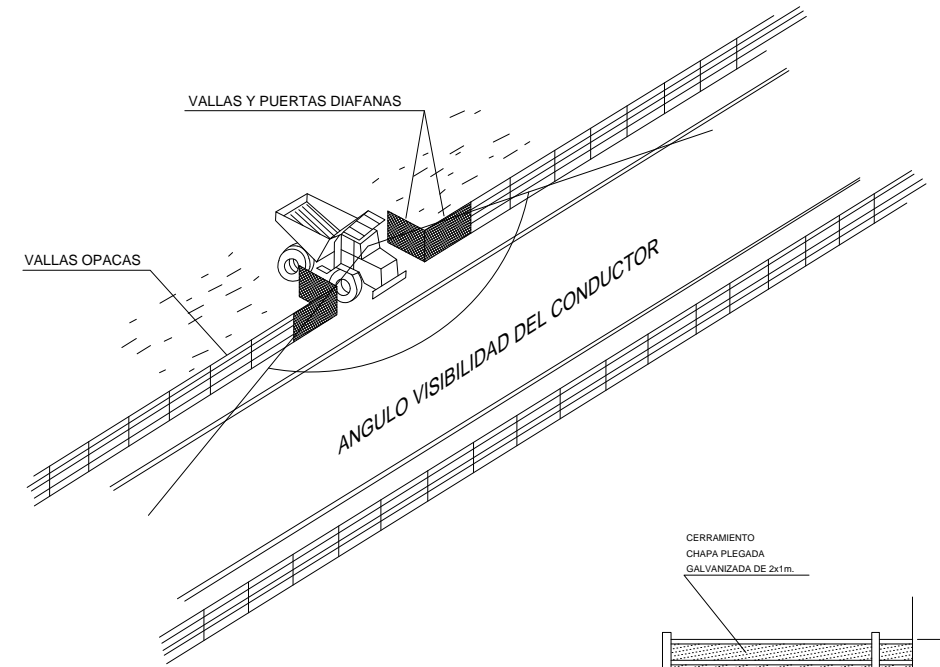 VALLAS Y PUERTAS DIAFANAS
VALLAS OPACAS
ANGULO VISIBILIDAD DEL CONDUCTOR
CERRAMIENTO
CHAPA PLEGADA
GALVANIZADA DE 2x1m.